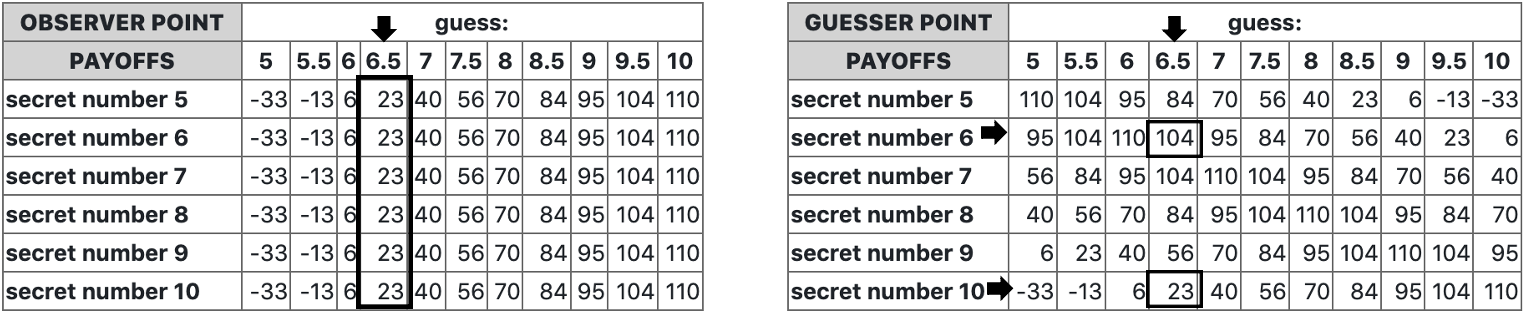 OBSERVER POINT guess:
PAYOFFS 5 5.5 6 6.5 7 7.5 8 8.5 9 9.5 10
secret number 5 -33 -13 6 23 40 56 70 84 95 104 110
secret number 6 -33 -13 6 23 40 56 70 84 95 104 110
secret number 7 -33 -13 6 23 40 56 70 84 95 104 110
secret number 8 -33 -13 6 23 40 56 70 84 95 104 110
secret number 9 -33 -13 6 23 40 56 70 84 95 104 110
secret number 10 -33 -13 6 23 40 56 70 84 95 104 110
GUESSER POINT guess:
PAYOFFS 5 5.5 6 6.5 7 7.5 8 8.5 9 9.5 10
secret number 5 110 104 95 84 70 56 40 23 6 -13 -33
secret number 6 95 104 110 104 95 84 70 56 40 23 6
secret number 7 56 84 95 104 110 104 95 84 70 56 40
secret number 8 40 56 70 84 95 104 110 104 95 84 70
secret number 9 6 23 40 56 70 84 95 104 110 104 95
secret number 10 -33 -13 6 23 40 56 70 84 95 104 110